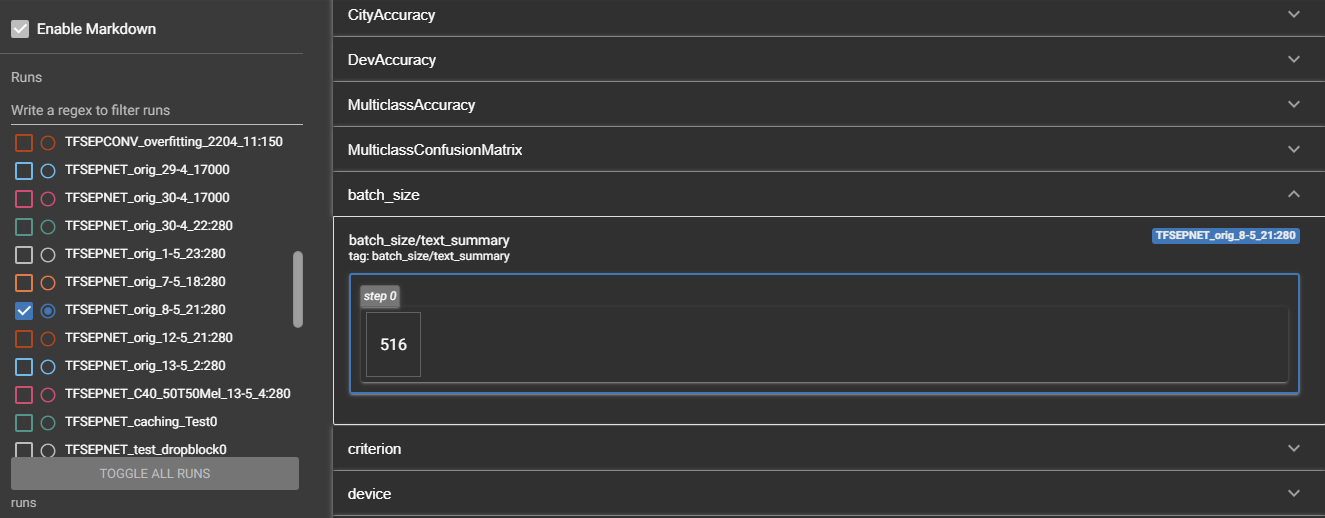 Enable Markdown
Runs
Write a regex to filter runs
TFSEPCONV_overfitting_2204_11:150
TFSEPNET_orig_29-4_17000
TFSEPNET_orig_30-4_17000
TFSEPNET_orig_30-4_22:280
TFSEPNET_orig_1-5_23:280
TFSEPNET_orig_7-5_18:280
TFSEPNET_orig_8-5_21:280
TFSEPNET_orig_12-5_21:280
TFSEPNET_orig_13-5_2:280
TFSEPNET_C40_50T50Mel_13-5_4:280
TFSEPNET_caching_Test0
TFSEPNET_test_dropblock0
TOGGLE ALL RUNS
runs
CityAccuracy
DevAccuracy
MulticlassAccuracy
MulticlassConfusionMatrix
batch_size
batch_size/text_summary
TFSEPNET_orig_8-5_21:280
tag: batch_size/text_summary
step 0
516
criterion
device